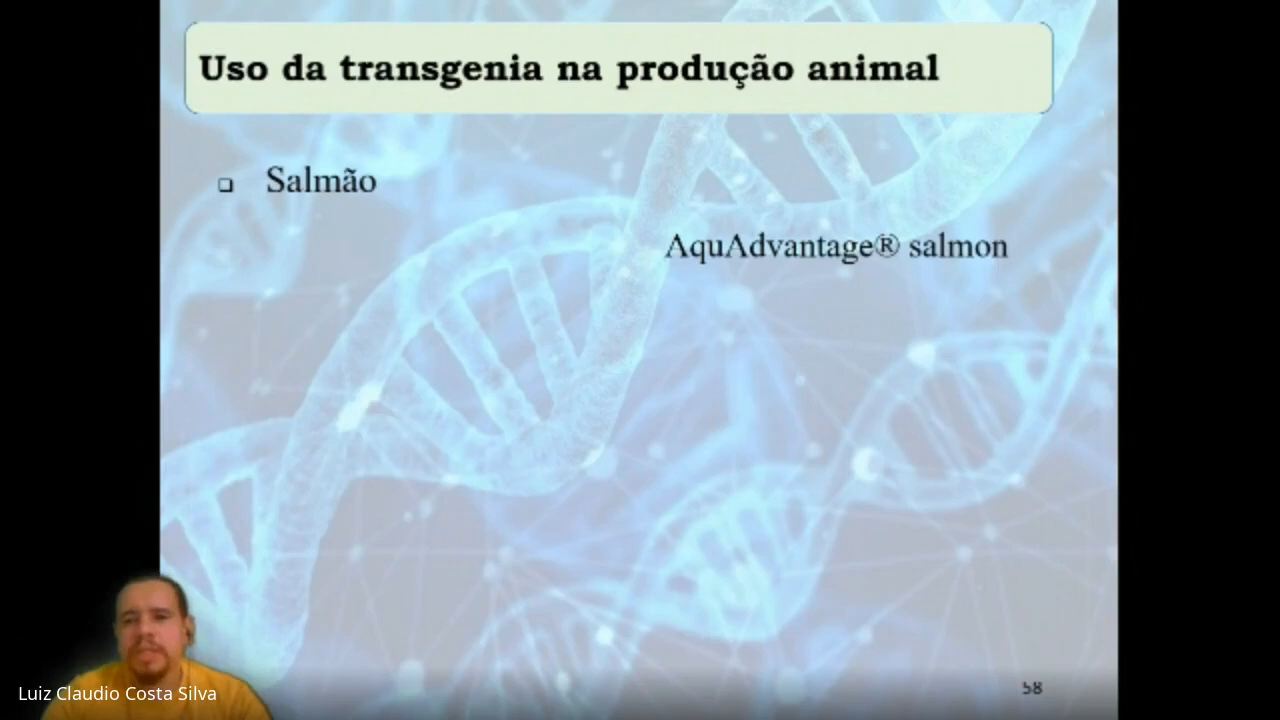 Uso da transgenia na produção animal
Salmão
AquAdvantage® salmon
Luiz Claudio Costa Silva
58